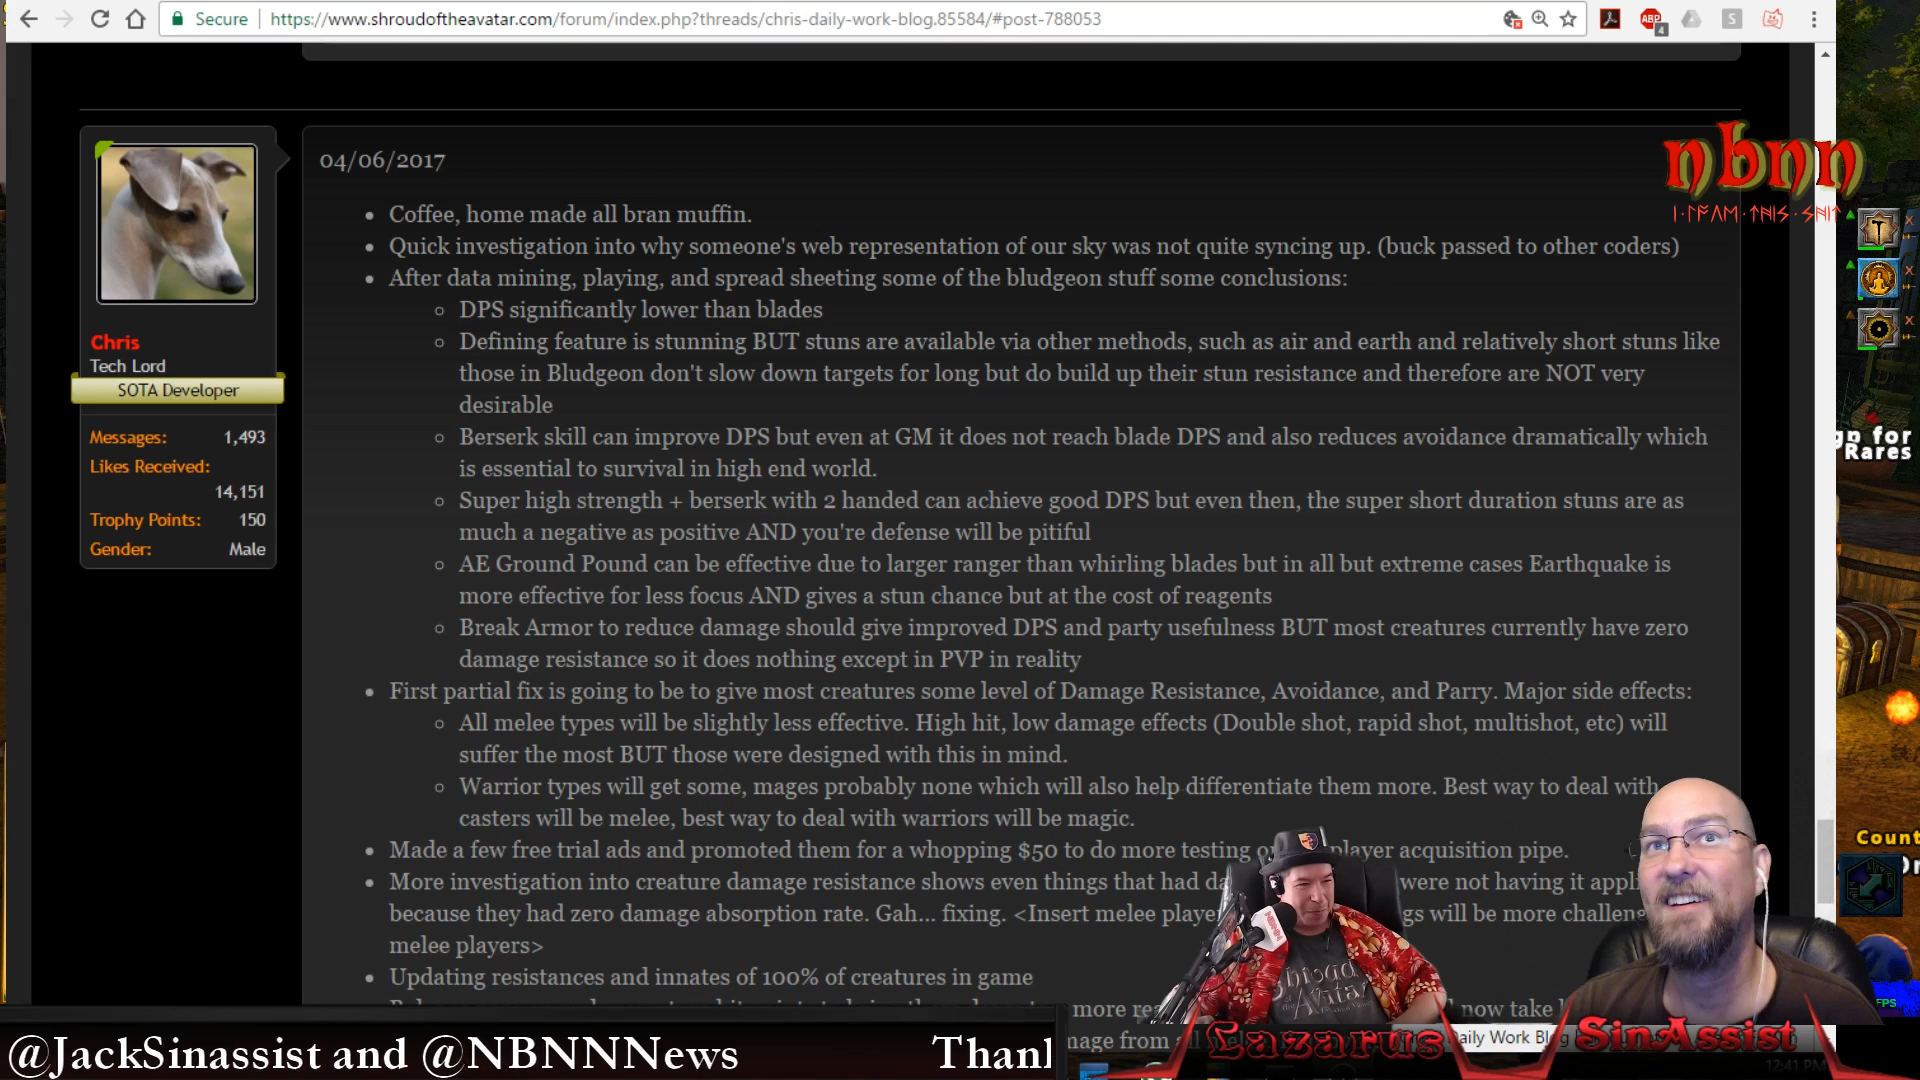 Secure https://www.shroudoftheavatar.com/forum/index.php?threads/chris-daily-work-blog.85584/#post-788053
ABP
4
S
04/06/2017
nbnn
Coffee, home made all bran muffin.
Quick investigation into why someone's web representation of our sky was not quite syncing up. (buck passed to other coders)
After data mining, playing, and spread sheeting some of the bludgeon stuff some conclusions:
DPS significantly lower than blades
Defining feature is stunning BUT stuns are available via other methods, such as air and earth and relatively short stuns like
those in Bludgeon don't slow down targets for long but do build up their stun resistance and therefore are NOT very
desirable
Berserk skill can improve DPS but even at GM it does not reach blade DPS and also reduces avoidance dramatically which
is essential to survival in high end world.
Super high strength + berserk with 2 handed can achieve good DPS but even then, the super short duration stuns are as
much a negative as positive AND you're defense will be pitiful
AE Ground Pound can be effective due to larger ranger than whirling blades but in all but extreme cases Earthquake is
more effective for less focus AND gives a stun chance but at the cost of reagents
Break Armor to reduce damage should give improved DPS and party usefulness BUT most creatures currently have zero
damage resistance so it does nothing except in PVP in reality
First partial fix is going to be to give most creatures some level of Damage Resistance, Avoidance, and Parry. Major side effects:
All melee types will be slightly less effective. High hit, low damage effects (Double shot, rapid shot, multishot, etc) will
suffer the most BUT those were designed with this in mind.
Warrior types will get some, mages probably none which will also help differentiate them more. Best way to deal with
casters will be melee, best way to deal with warriors will be magic.
Made a few free trial ads and promoted them for a whopping $50 to do more testing player acquisition pipe.
More investigation into creature damage resistance shows even things that had were not having it
because they had zero damage absorption rate. Gah... fixing. <Insert melee will be more
melee players>
Updating resistances and innates of 100% of creatures in game
more now take
Chris
Tech Lord
SOTA Developer
Messages: 1,493
Likes Received:
14,151
Trophy Points: 150
Gender: Male
for
Rares
FPS
NBNN
Lazarus
SinAssist
Daily Work
@JackSinassist and @NBNNNews
12:41 PM